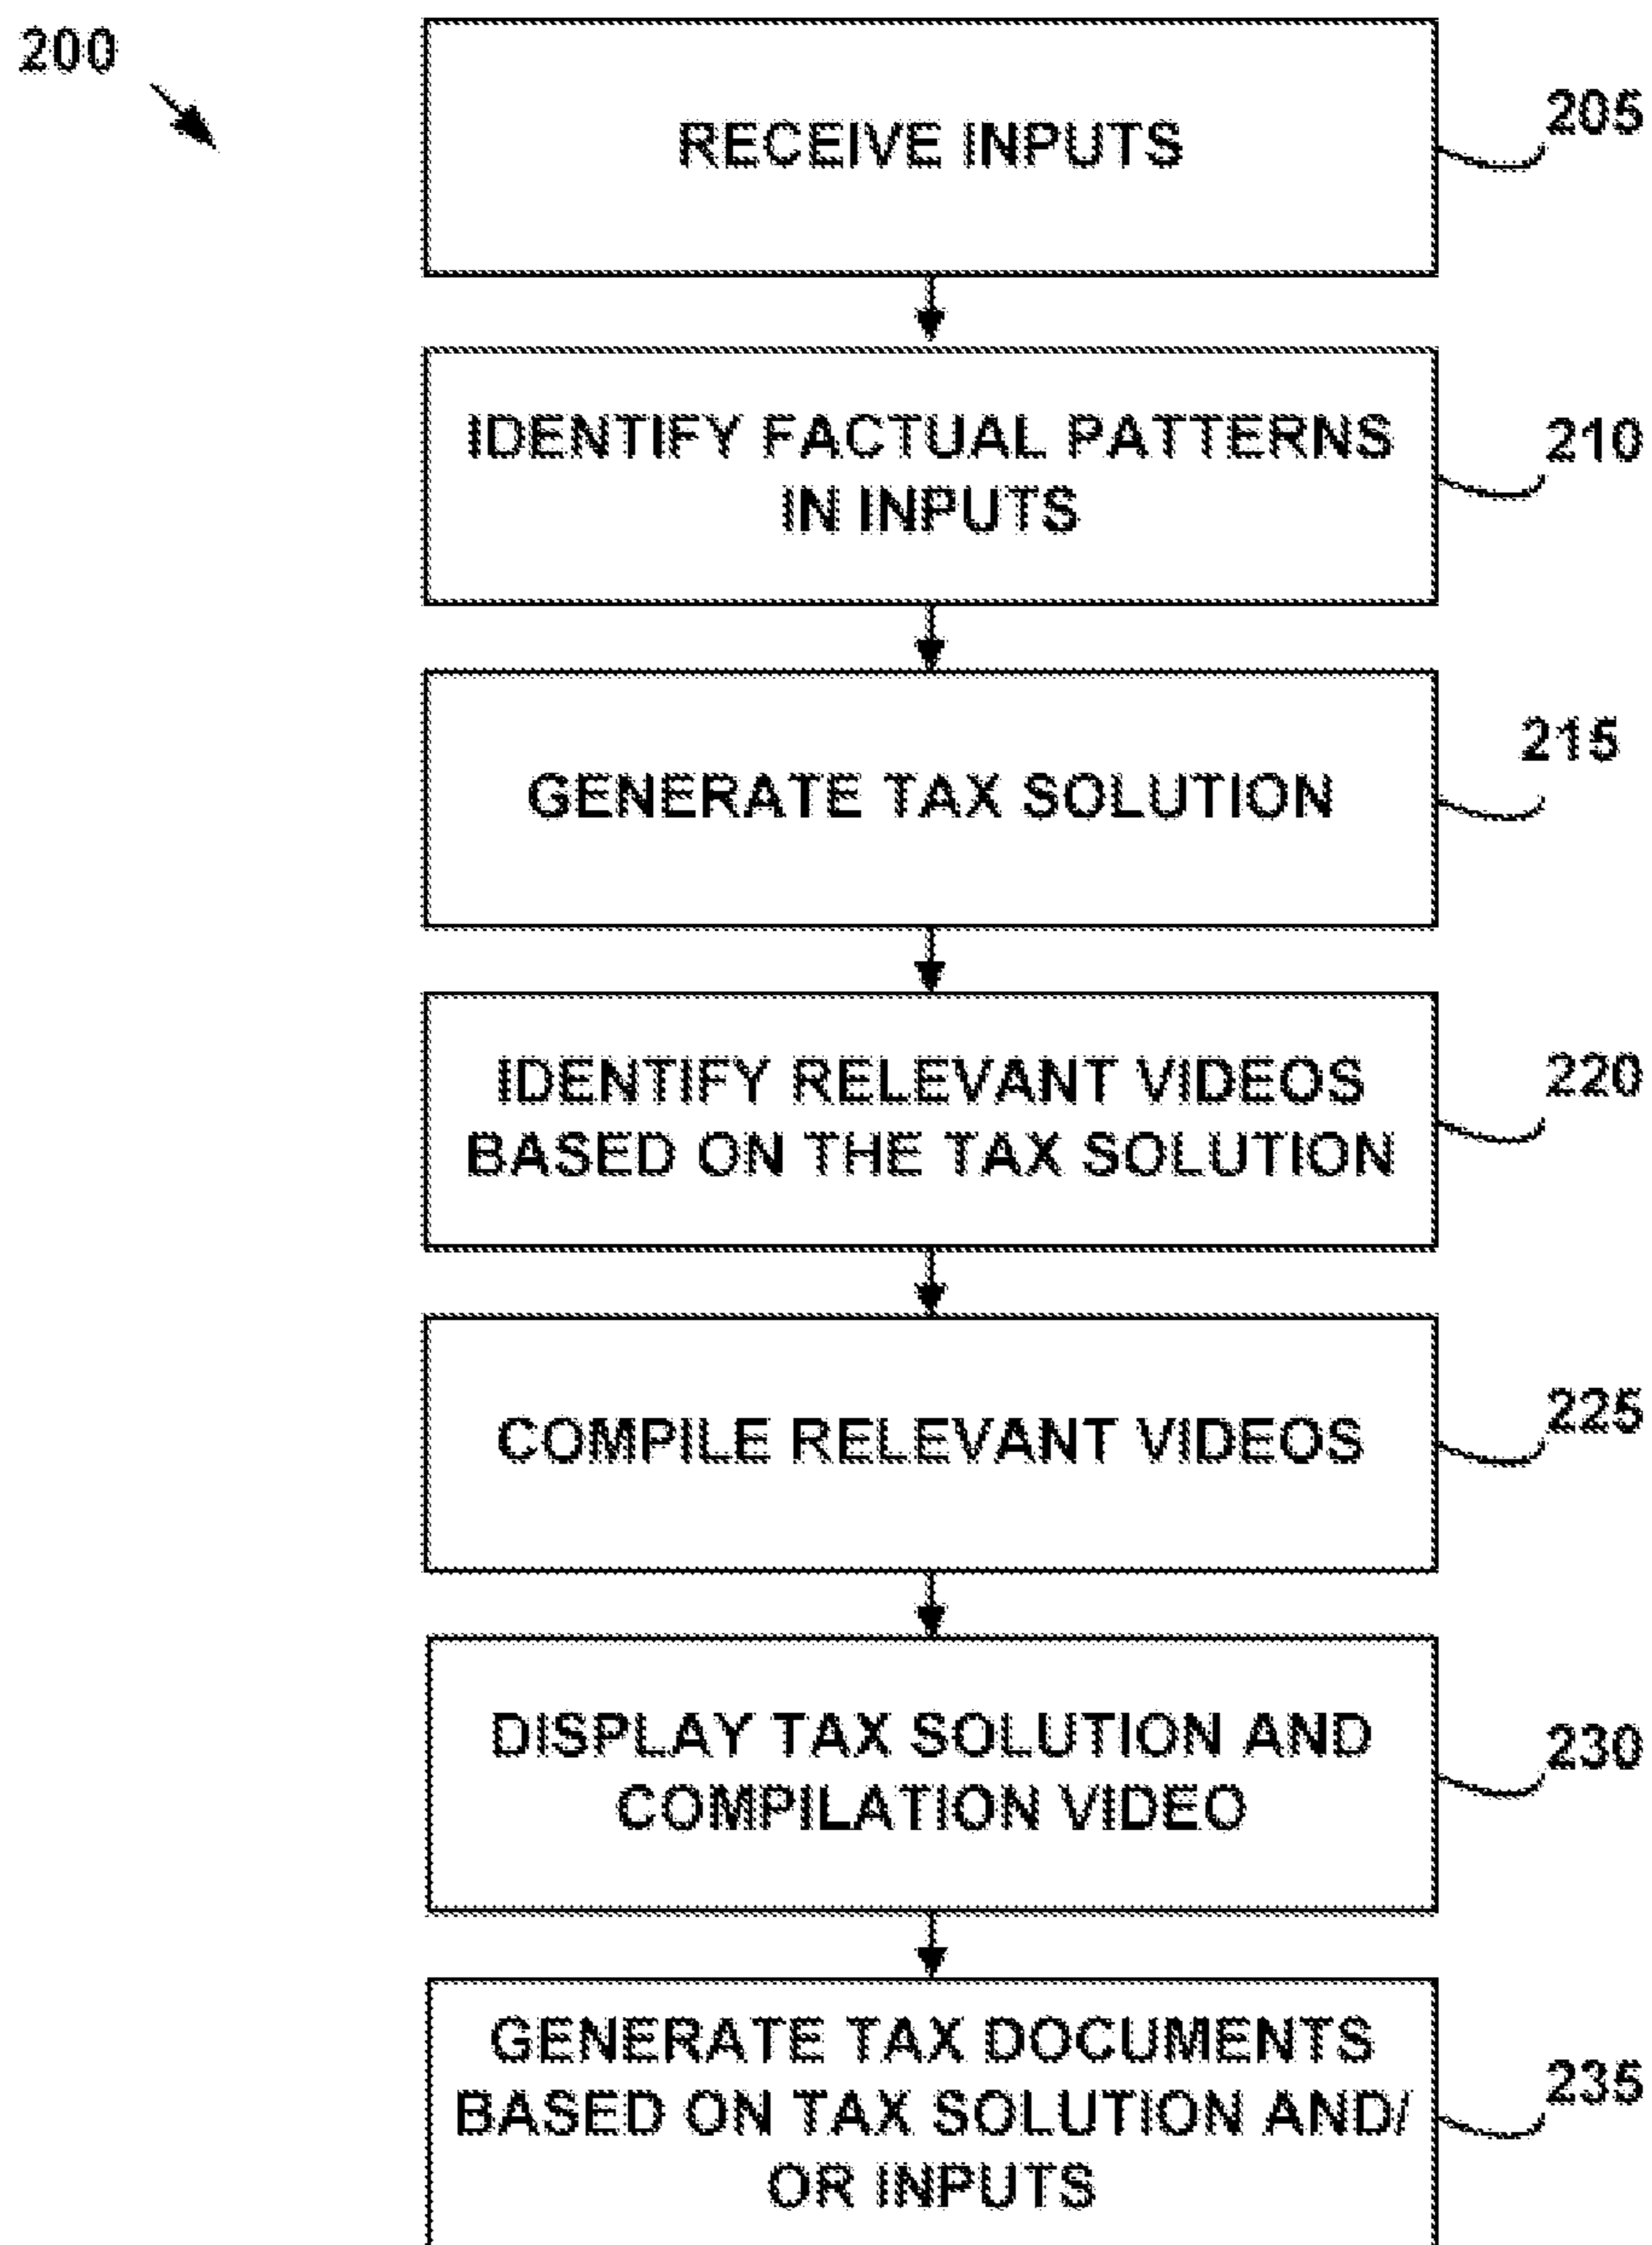 200
RECEIVE INPUTS
205
IDENTIFY FACTUAL PATTERNS
IN INPUTS
210
GENERATE TAX SOLUTION
215
IDENTIFY RELEVANT VIDEOS
BASED ON THE TAX SOLUTION
220
COMPILE RELEVANT VIDEOS
225
DISPLAY TAX SOLUTION AND
COMPILATION VIDEO
230
GENERATE TAX DOCUMENTS
BASED ON TAX SOLUTION AND/
OR INPUTS
235